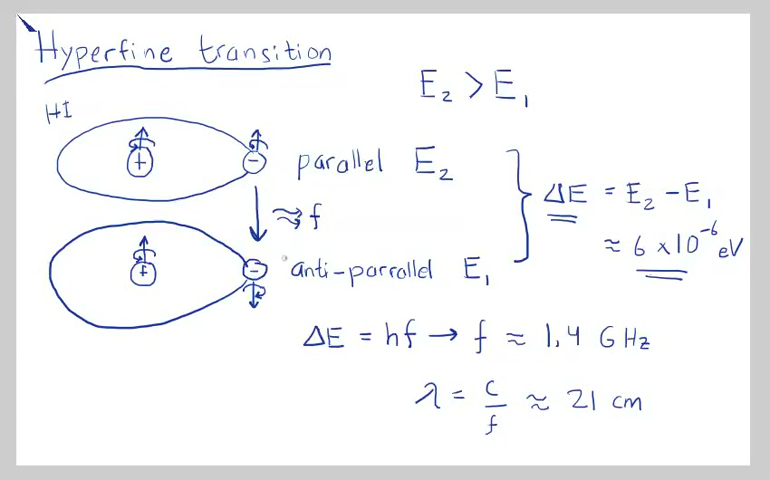 Hyperfine transition
E₂ > E₁
HI
+
−
parallel E₂
ΔE = E₂ − E₁
≈ 6 × 10⁻⁶ eV
f
+
−
anti-parrallel E₁
ΔE = hf → f ≈ 1.4 GHz
λ = c/f ≈ 21 cm